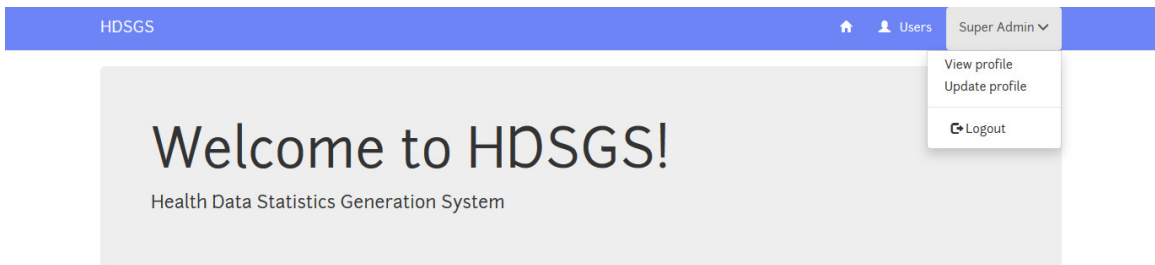 HDSGS
Users
Super Admin
View profile
Update profile
Logout
Welcome to HDSGS!
Health Data Statistics Generation System